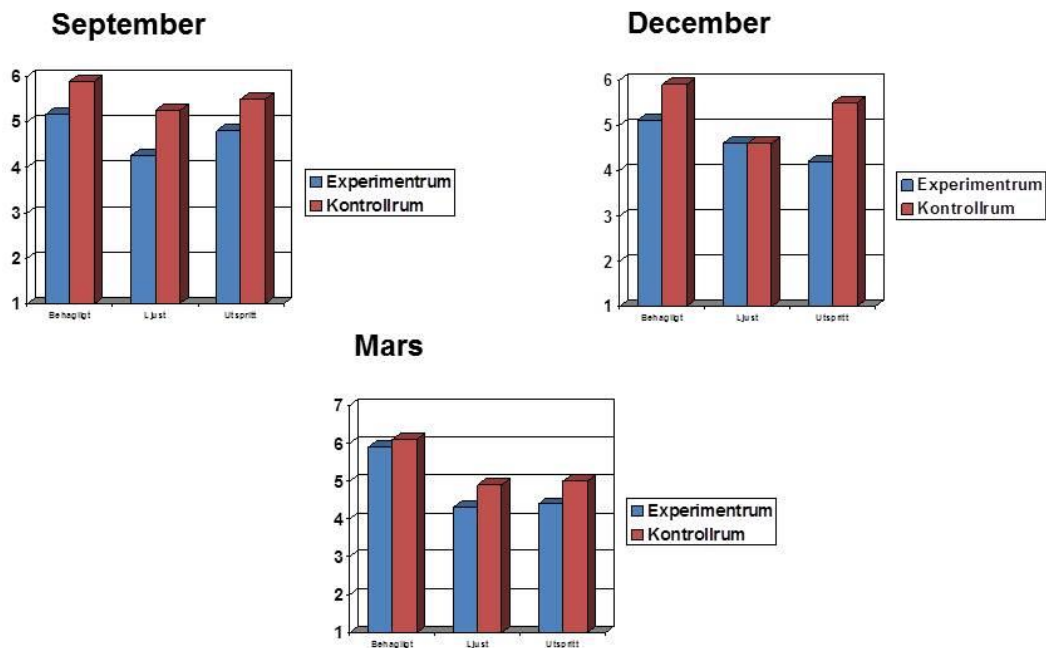 September
6
5
4
3
2
1
Behagligt Ljust Utspritt
Experimentrum
Kontrollrum
December
6
5
4
3
2
1
Behagligt Ljust Utspritt
Experimentrum
Kontrollrum
Mars
7
6
5
4
3
2
1
Behagligt Ljust Utspritt
Experimentrum
Kontrollrum